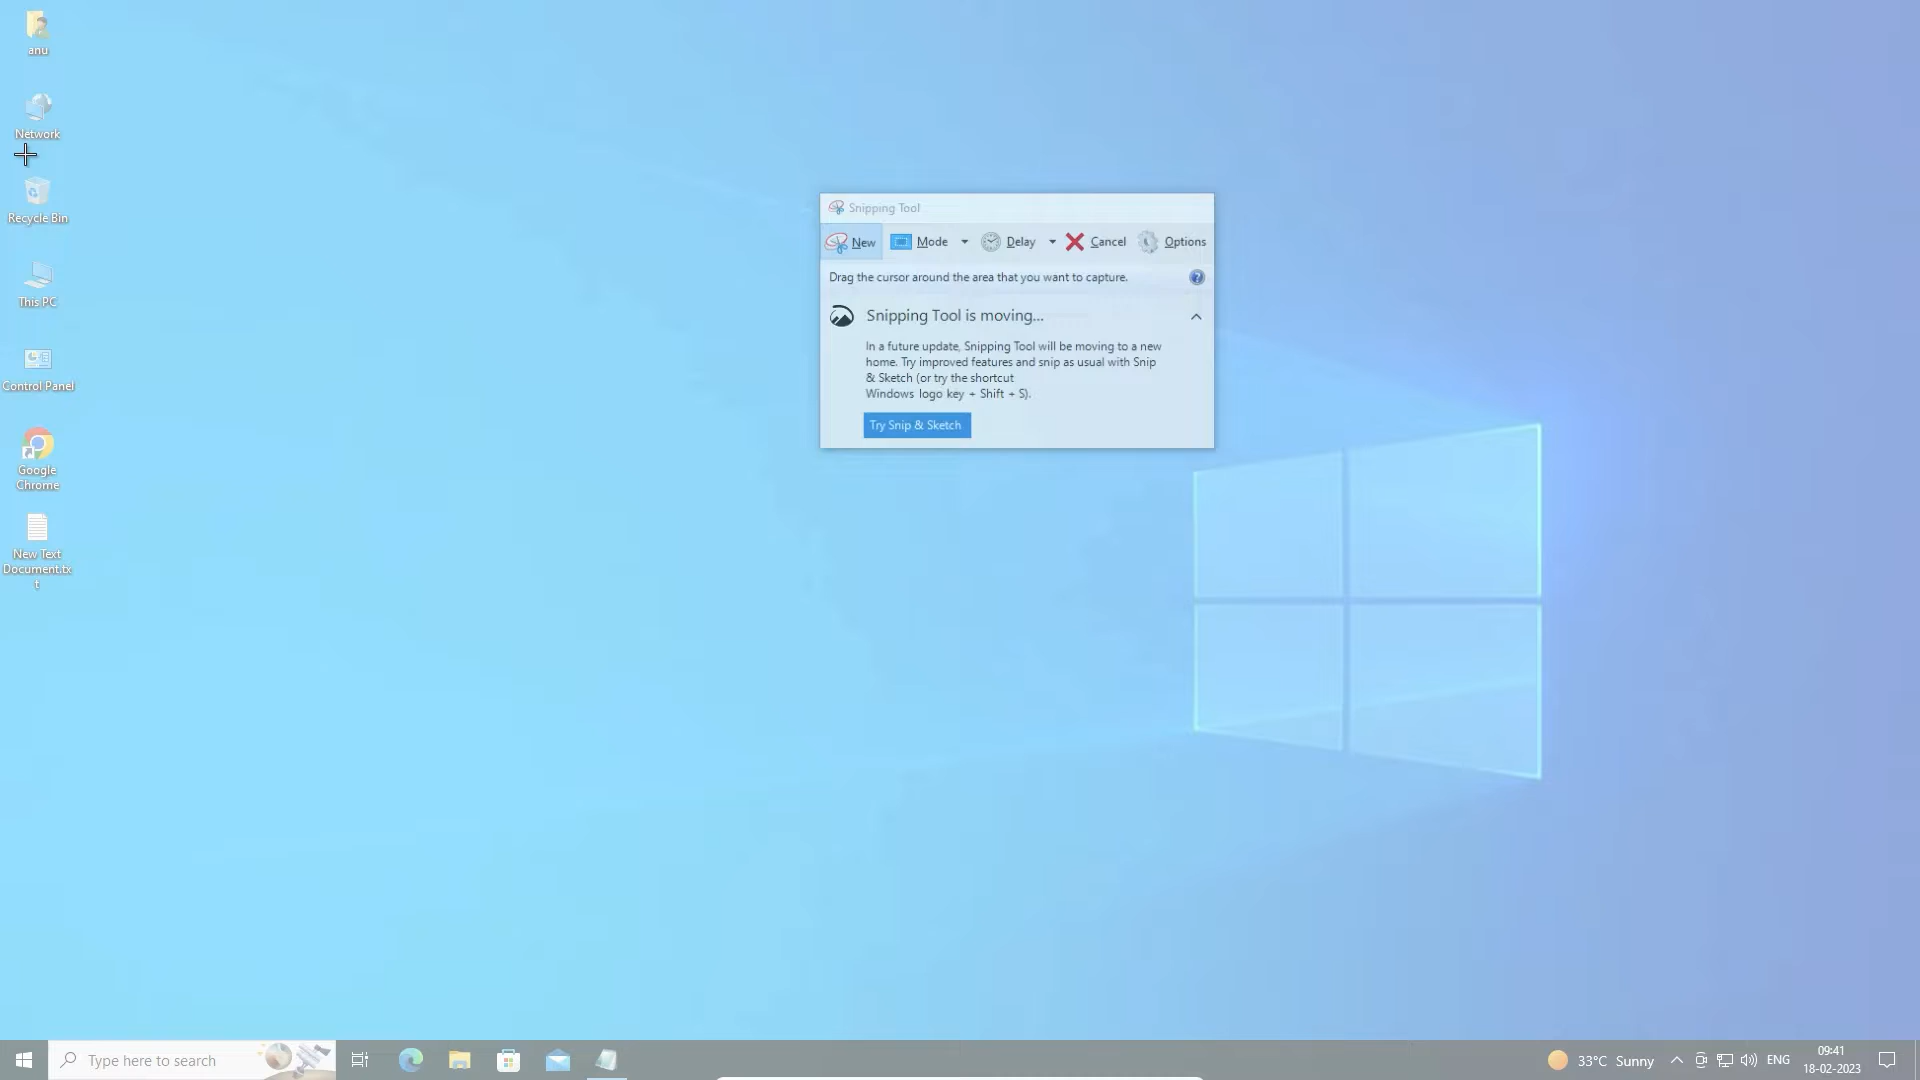 anu
Network
Recycle Bin
This PC
Control Panel
Google
Chrome
New Text
Document.tx
t
Snipping Tool
New Mode Delay Cancel Options
Drag the cursor around the area that you want to capture.
Snipping Tool is moving...
In a future update, Snipping Tool will be moving to a new
home. Try improved features and snip as usual with Snip
& Sketch (or try the shortcut
Windows logo key + Shift + S).
Try Snip & Sketch
Type here to search
33°C Sunny
ENG
09:41
18-02-2023